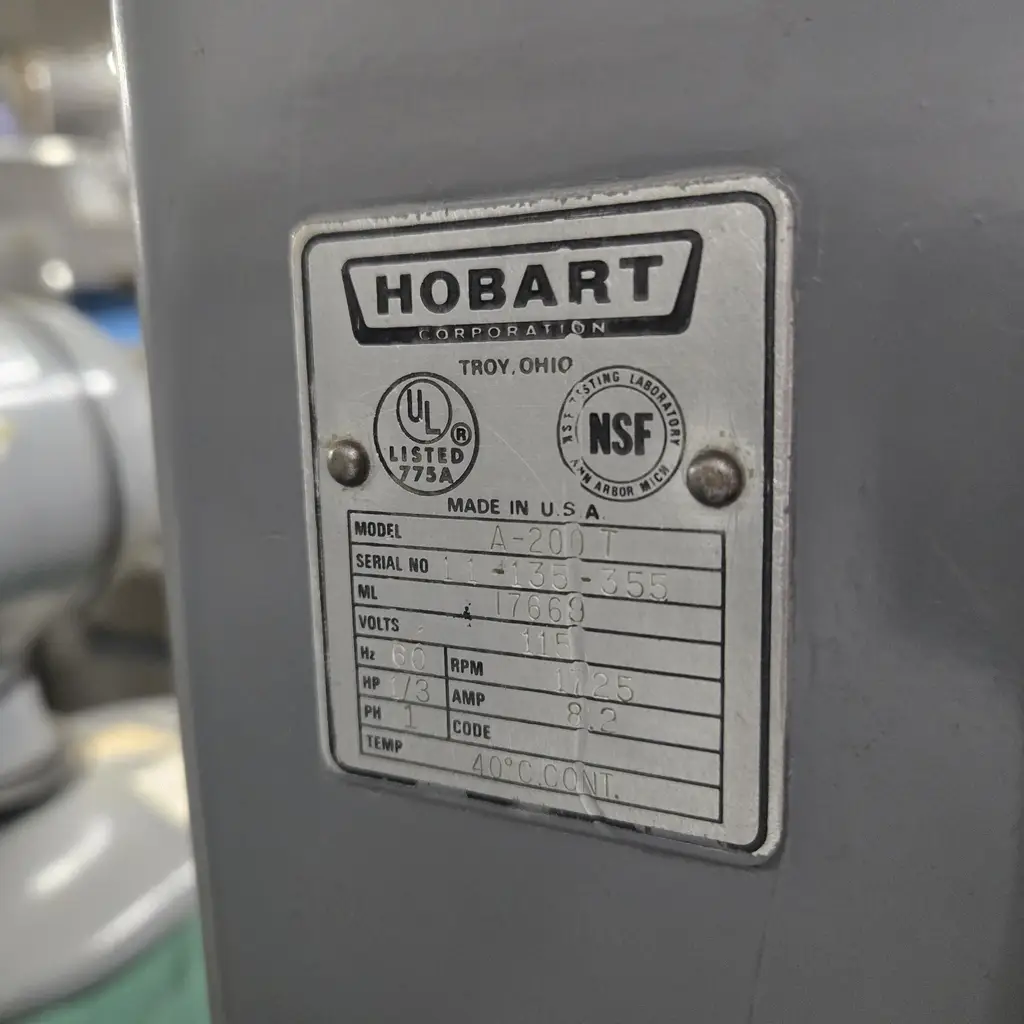 HOBART
CORPORATION
TROY, OHIO
UL ®
LISTED
775A
NSF TESTING LABORATORY
NSF
ANN ARBOR MICH
MADE IN U.S.A.
MODEL A-200 T
SERIAL NO 11-135-355
ML 17669
VOLTS 115
Hz 60 RPM 1725
HP 1/3 AMP 8.2
PH 1 CODE
TEMP 40°C.CONT.